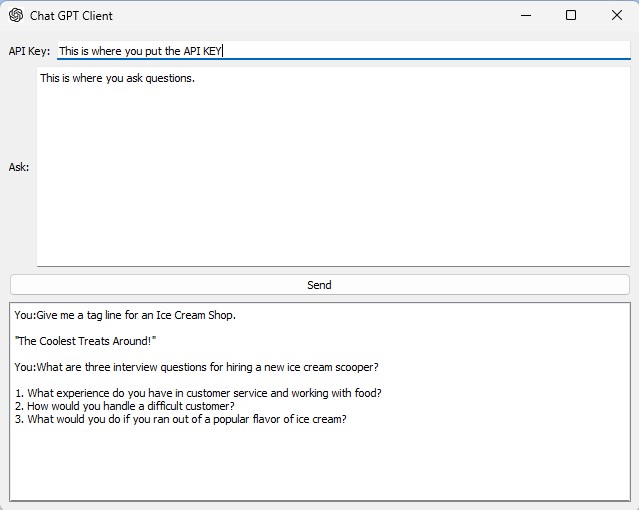 Chat GPT Client
API Key: This is where you put the API KEY
This is where you ask questions.
Ask:
Send
You:Give me a tag line for an Ice Cream Shop.
"The Coolest Treats Around!"
You:What are three interview questions for hiring a new ice cream scooper?
1. What experience do you have in customer service and working with food?
2. How would you handle a difficult customer?
3. What would you do if you ran out of a popular flavor of ice cream?